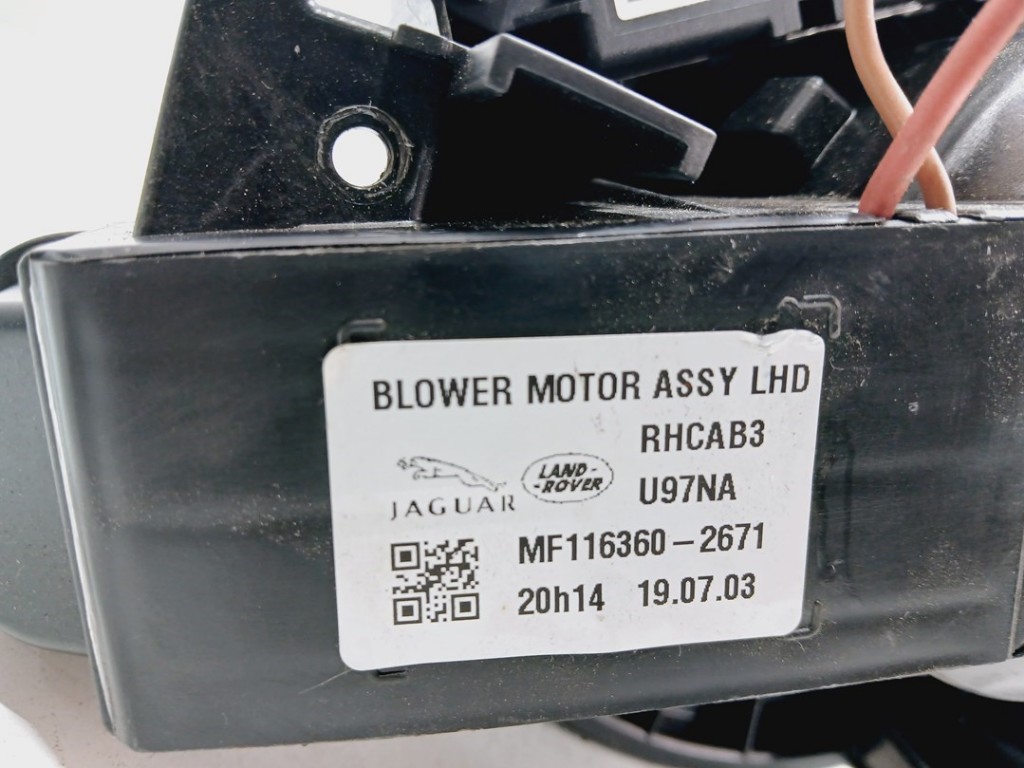 BLOWER MOTOR ASSY LHD
RHCAB3
JAGUAR
LAND-
-ROVER
U97NA
MF116360-2671
20h14 19.07.03